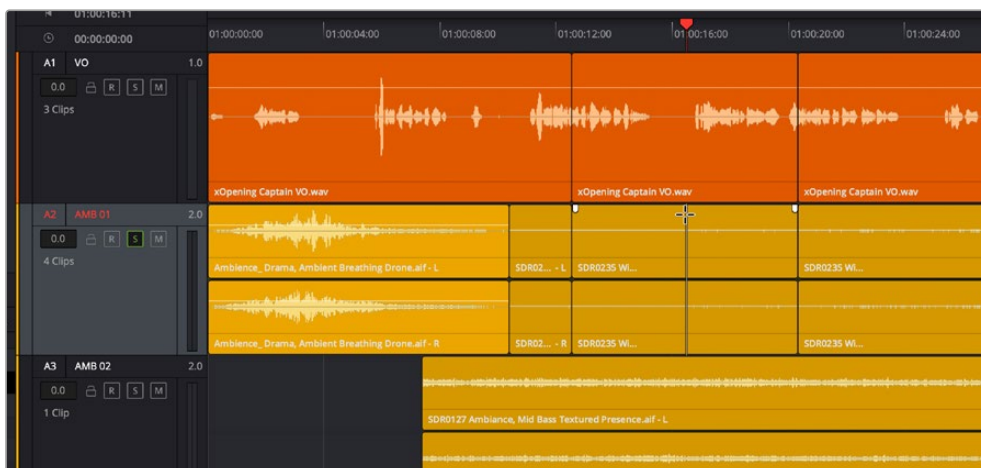 01:00:16:11
00:00:00:00
01:00:00:00 01:00:04:00 01:00:08:00 01:00:12:00 01:00:16:00 01:00:20:00 01:00:24:00
A1 VO 1.0
0.0 R S M
3 Clips
xOpening Captain VO.wav xOpening Captain VO.wav xOpening Captain VO.wav
A2 AMB 01 2.0
0.0 R S M
4 Clips
Ambience_ Drama, Ambient Breathing Drone.aif - L SDR02... - L SDR0235 Wi... SDR0235 Wi...
Ambience_ Drama, Ambient Breathing Drone.aif - R SDR02... - R SDR0235 Wi... SDR0235 Wi...
A3 AMB 02 2.0
0.0 R S M
1 Clip
SDR0127 Ambiance, Mid Bass Textured Presence.aif - L